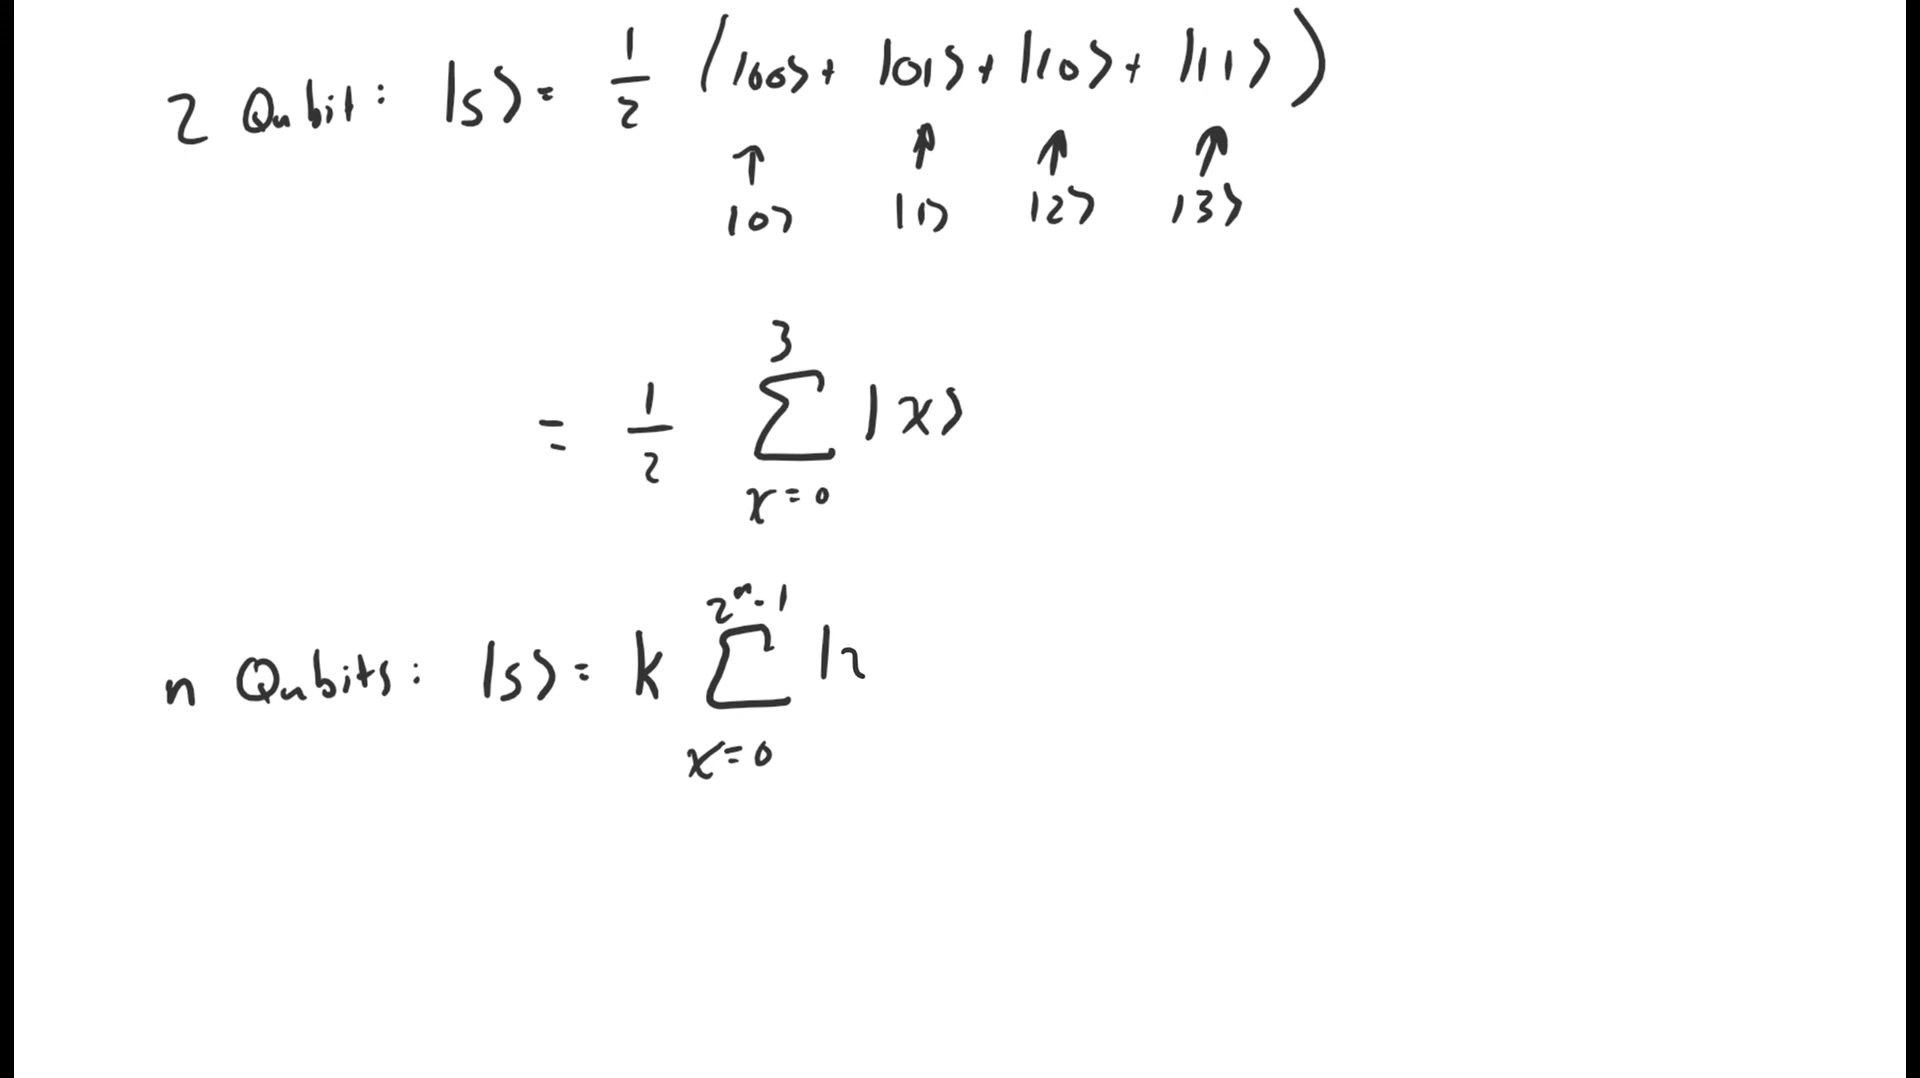 2 Qubit: |s⟩ = 1/2 (|00⟩ + |01⟩ + |10⟩ + |11⟩)
↑ ↑ ↑ ↑
|0⟩ |1⟩ |2⟩ |3⟩
= 1/2 3 ∑ x=0 |x⟩
n Qubits: |s⟩ = k 2^n-1 ∑ x=0 |